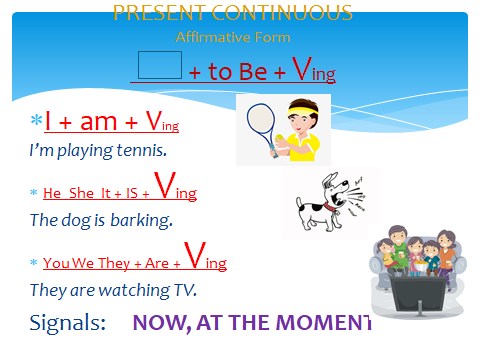 PRESENT CONTINUOUS
Affirmative Form
+ to Be + Ving
*I + am + Ving
I'm playing tennis.
* He She It + IS + Ving
The dog is barking.
* You We They + Are + Ving
They are watching TV.
Signals: NOW, AT THE MOMENT